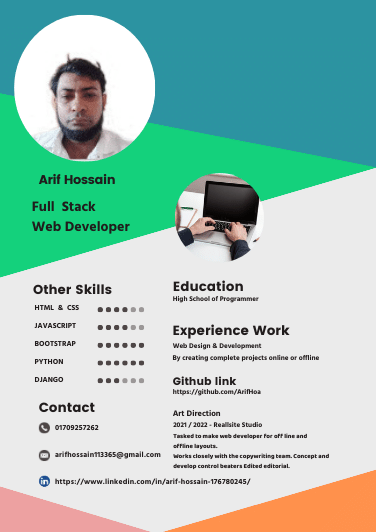 Arif Hossain
Full Stack
Web Developer
Other Skills
HTML & CSS
JAVASCRIPT
BOOTSTRAP
PYTHON
DJANGO
Contact
01709257262
arifhossain113365@gmail.com
https://www.linkedin.com/in/arif-hossain-176780245/
Education
High School of Programmer
Experience Work
Web Design & Development
By creating complete projects online or offline
Github link
https://github.com/ArifHoa
Art Direction
2021 / 2022 - Reallsite Studio
Tasked to make web developer for off line and
offline layouts.
Works closely with the copywriting team. Concept and
develop control beaters Edited editorial.